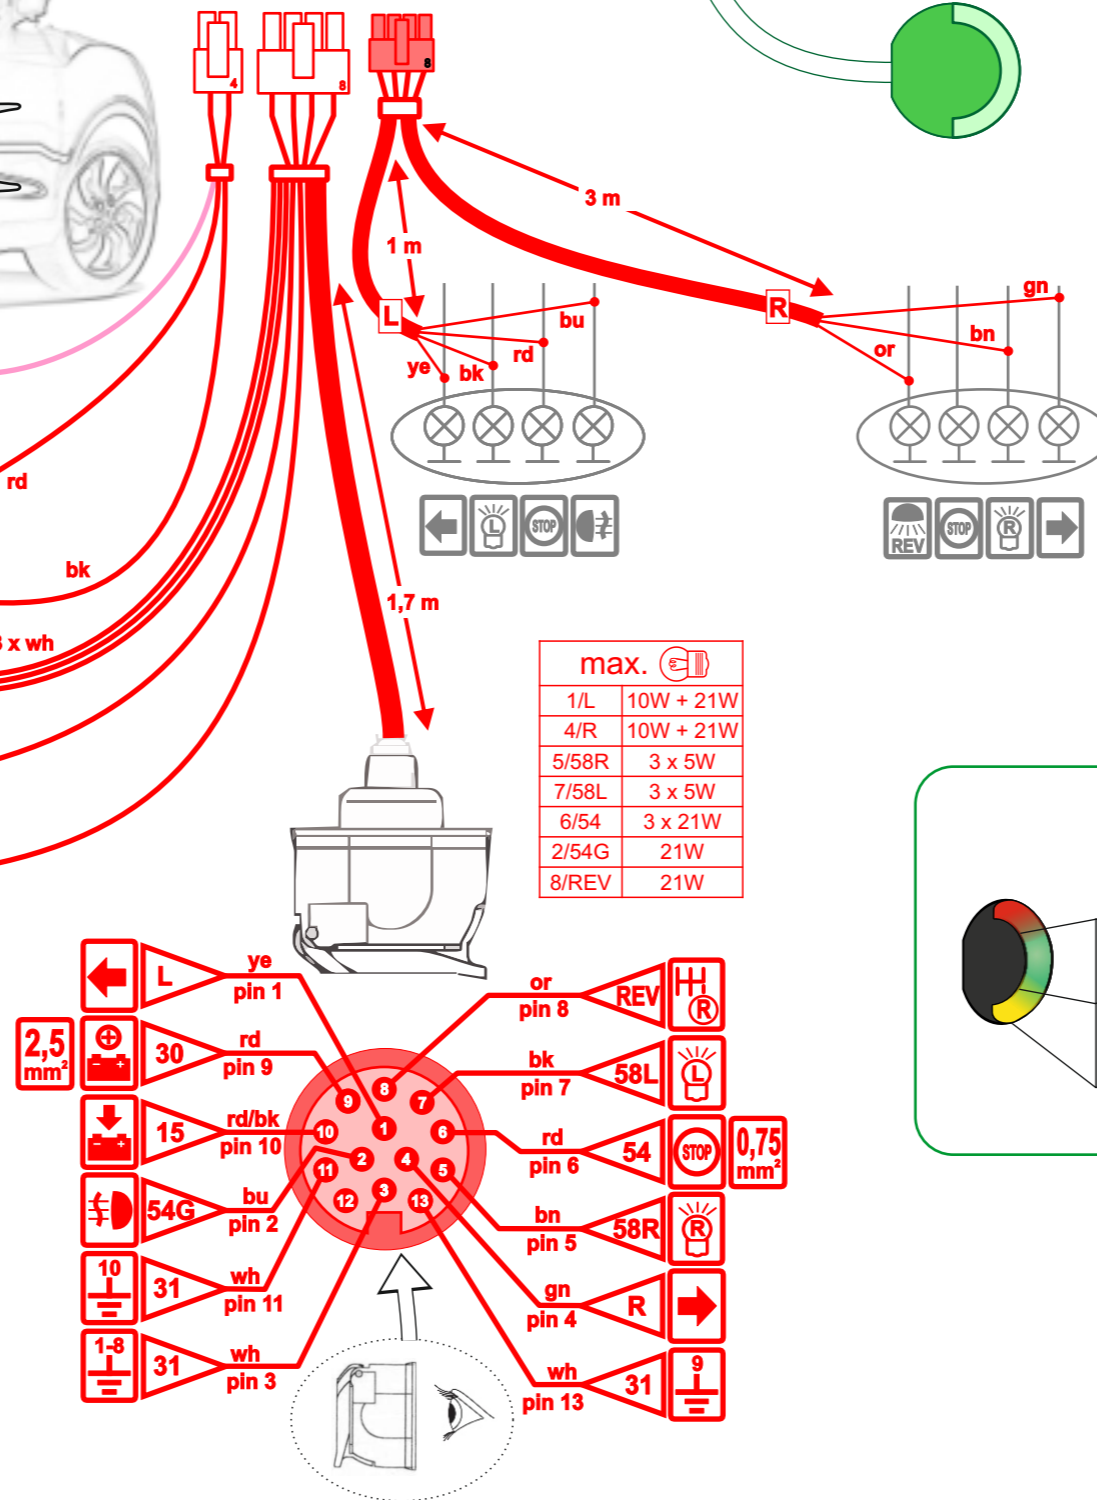 4
8
8
3 m
1 m
L
R
ye
bk
rd
bu
or
bn
gn
L
STOP
REV
STOP
R
rd
bk
x wh
1,7 m
max.
1/L 10W + 21W
4/R 10W + 21W
5/58R 3 x 5W
7/58L 3 x 5W
6/54 3 x 21W
2/54G 21W
8/REV 21W
L
ye
pin 1
2,5
mm²
30
rd
pin 9
15
rd/bk
pin 10
54G
bu
pin 2
10
31
wh
pin 11
1-8
31
wh
pin 3
8
9
7
10
1
6
2
4
11
5
3
12
13
or
pin 8
REV
R
bk
pin 7
58L
L
rd
pin 6
54
STOP
0,75
mm²
bn
pin 5
58R
R
gn
pin 4
R
wh
pin 13
31
9